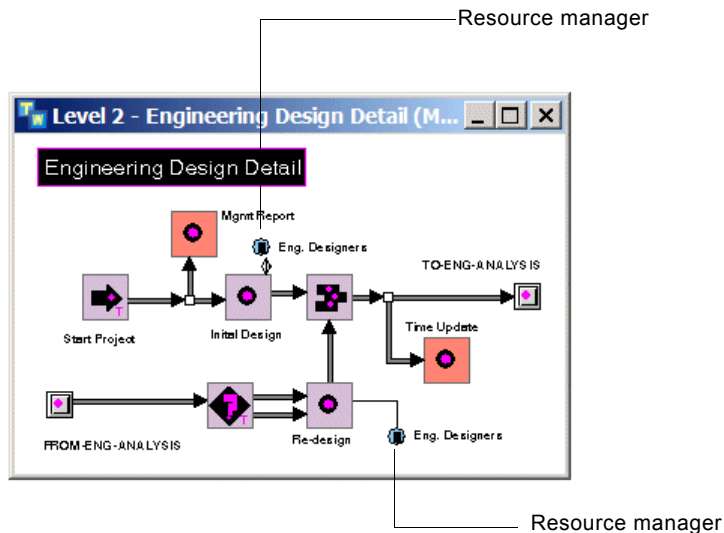 Resource manager
Level 2 - Engineering Design Detail (M...
Engineering Design Detail
Mgmt Report
Eng. Designers
TO-ENG-ANALYSIS
T
Start Project
Inital Design
Time Update
T
FROM-ENG-ANALYSIS
Re-design
Eng. Designers
Resource manager